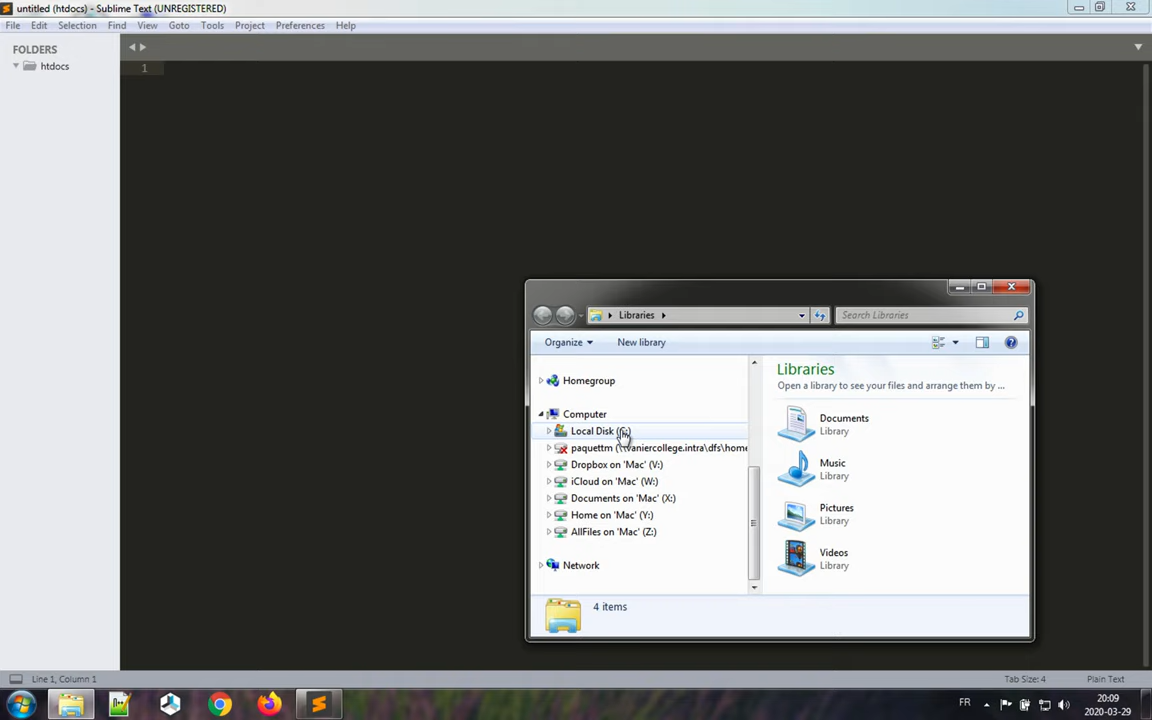 untitled (htdocs) - Sublime Text (UNREGISTERED)
File Edit Selection Find View Goto Tools Project Preferences Help
FOLDERS
htdocs
1
Libraries
Search Libraries
Organize New library
Homegroup
Computer
Local Disk (C:)
paquettm (\\vaniercollege.intra\dfs\home
Dropbox on 'Mac' (V:)
iCloud on 'Mac' (W:)
Documents on 'Mac' (X:)
Home on 'Mac' (Y:)
AllFiles on 'Mac' (Z:)
Network
Libraries
Open a library to see your files and arrange them by ...
Documents
Library
Music
Library
Pictures
Library
Videos
Library
4 items
Line 1, Column 1
Tab Size: 4 Plain Text
FR
20:09
2020-03-29